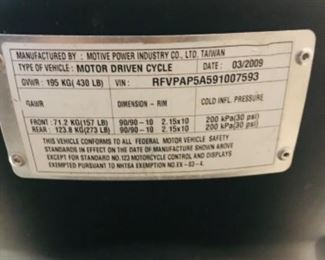 MANUFACTURED BY : MOTIVE POWER INDUSTRY CO., LTD. TAIWAN
TYPE OF VEHICLE: MOTOR DRIVEN CYCLE DATE : 03/2009
GVWR : 195 KG( 430 LB) VIN: RFVPAP5A591007593
GAWR DIMENSION - RIM COLD INFL. PRESSURE
FRONT : 71.2 KG(157 LB) 90/90-10 2.15x10 200 kPa(30 psi)
REAR : 123.8 KG(273 LB) 90/90-10 2.15x10 200 kPa(30 psi)
THIS VEHICLE CONFORMS TO ALL FEDERAL MOTOR VEHICLE SAFETY
STANDARDS IN EFFECT ON THE DATE OF MANUFACTURE SHOWN ABOVE
EXCEPT FOR STANDARD NO.123 MOTORCYCLE CONTROL AND DISPLAYS
EXEMPTED PURSUANT TO NHTSA EXEMPTION NO.EX-03-4.